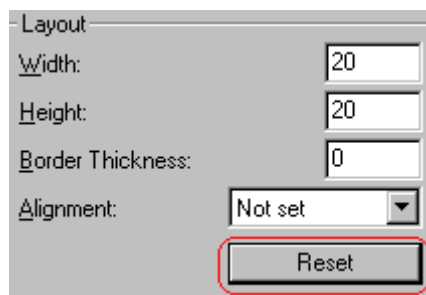 Layout
Width: 20
Height: 20
Border Thickness: 0
Alignment: Not set
Reset